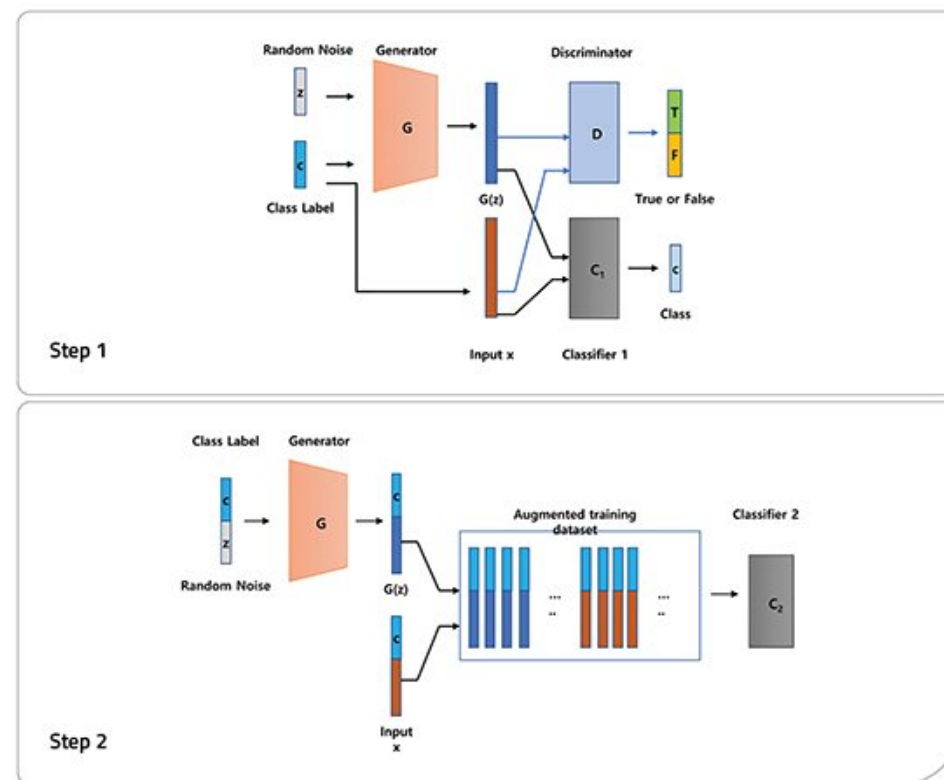 Random Noise
Generator
Discriminator
z
G
D
T
F
c
Class Label
G(z)
True or False
C1
c
Class
Step 1
Input x
Classifier 1
Class Label
Generator
Augmented training
dataset
Classifier 2
c
z
G
c
G(z)
Random Noise
...
..
...
..
C2
c
Input
x
Step 2